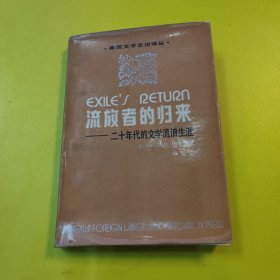 ·美国文学史论译丛·
EXILE'S RETURN
流放者的归来
——二十年代的文学流浪生涯
FOREIGN LANGUAGE EDUCATION PRESS